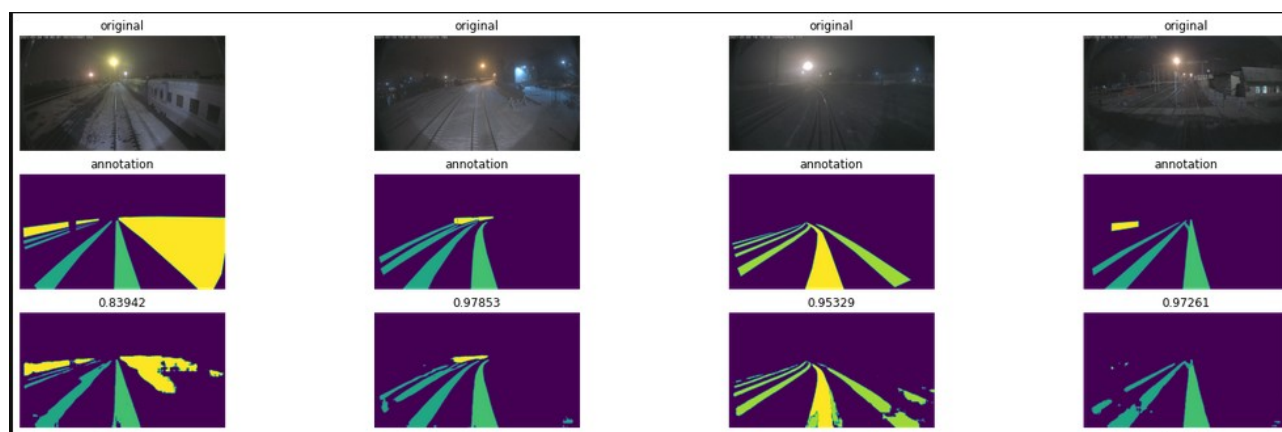 original original original original
annotation annotation annotation annotation
0.83942 0.97853 0.95329 0.97261